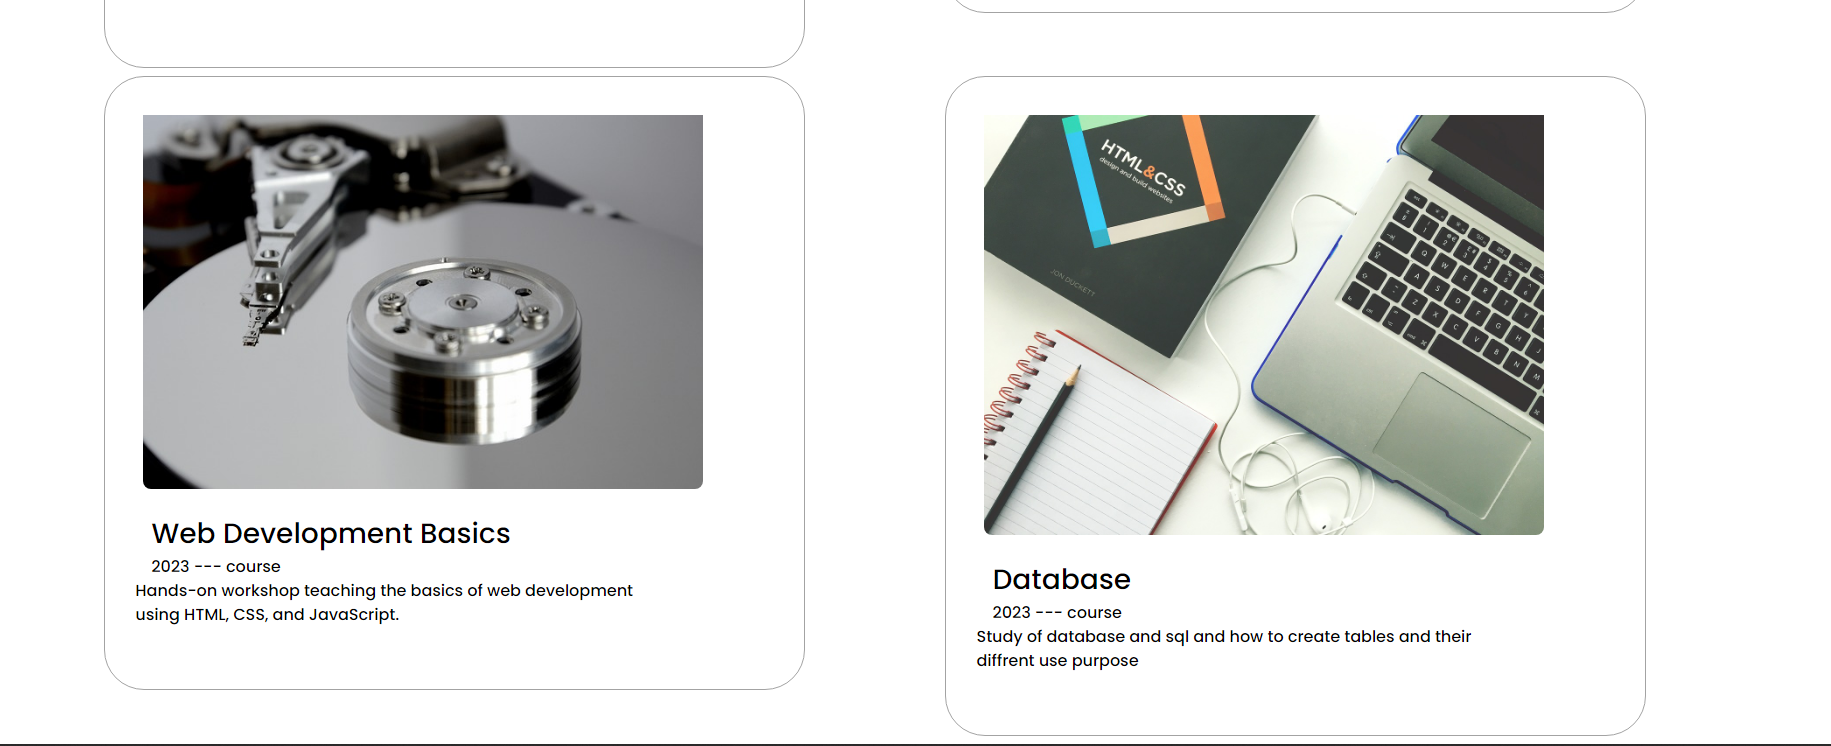 HTML&CSS
design and build websites
JON DUCKETT
Web Development Basics
2023 --- course
Hands-on workshop teaching the basics of web development
using HTML, CSS, and JavaScript.
Database
2023 --- course
Study of database and sql and how to create tables and their
diffrent use purpose